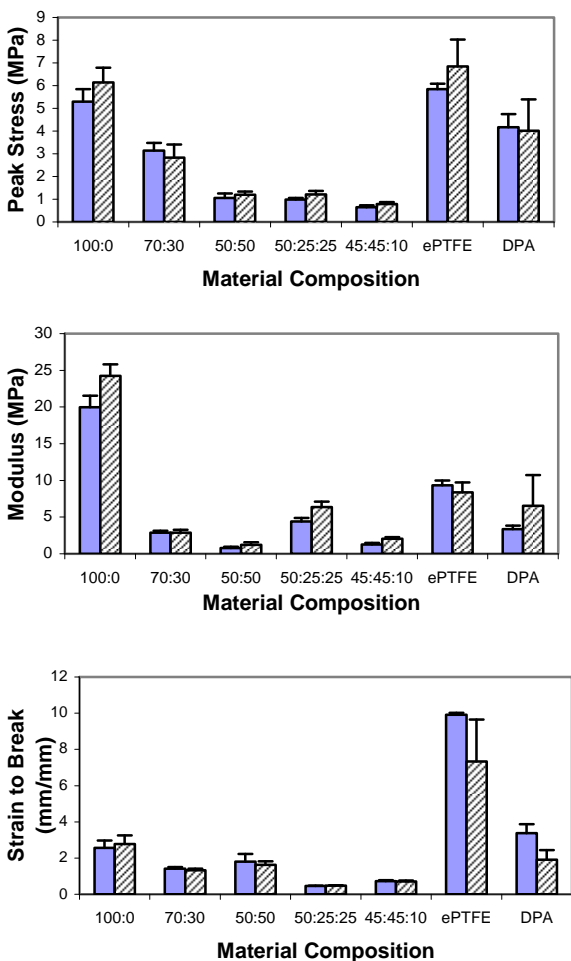 Peak Stress (MPa)
9
8
7
6
5
4
3
2
1
0
100:0 70:30 50:50 50:25:25 45:45:10 ePTFE DPA
Material Composition
Modulus (MPa)
30
25
20
15
10
5
0
100:0 70:30 50:50 50:25:25 45:45:10 ePTFE DPA
Material Composition
Strain to Break
(mm/mm)
12
10
8
6
4
2
0
100:0 70:30 50:50 50:25:25 45:45:10 ePTFE DPA
Material Composition